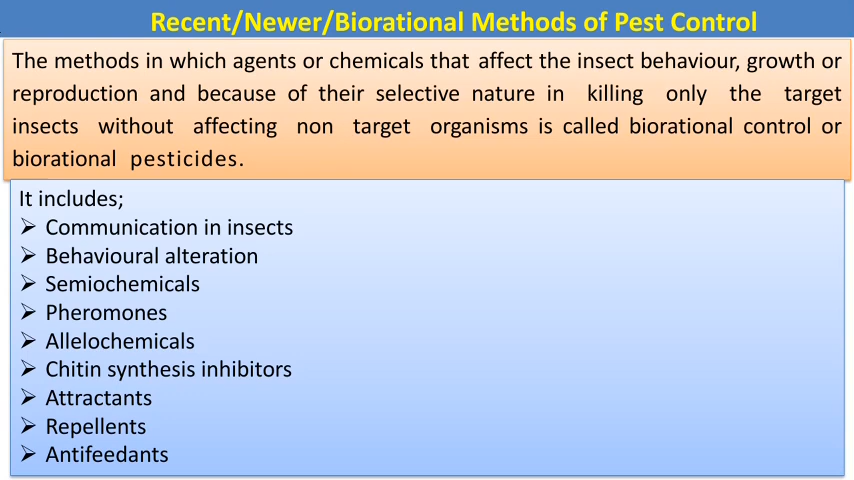 Recent/Newer/Biorational Methods of Pest Control
The methods in which agents or chemicals that affect the insect behaviour, growth or
reproduction and because of their selective nature in killing only the target
insects without affecting non target organisms is called biorational control or
biorational pesticides.
It includes;
➢ Communication in insects
➢ Behavioural alteration
➢ Semiochemicals
➢ Pheromones
➢ Allelochemicals
➢ Chitin synthesis inhibitors
➢ Attractants
➢ Repellents
➢ Antifeedants